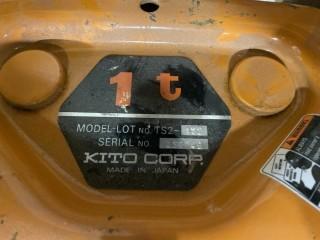 1 t
MODEL-LOT NO. TS2-
SERIAL NO.
KITO CORP.
MADE IN JAPAN